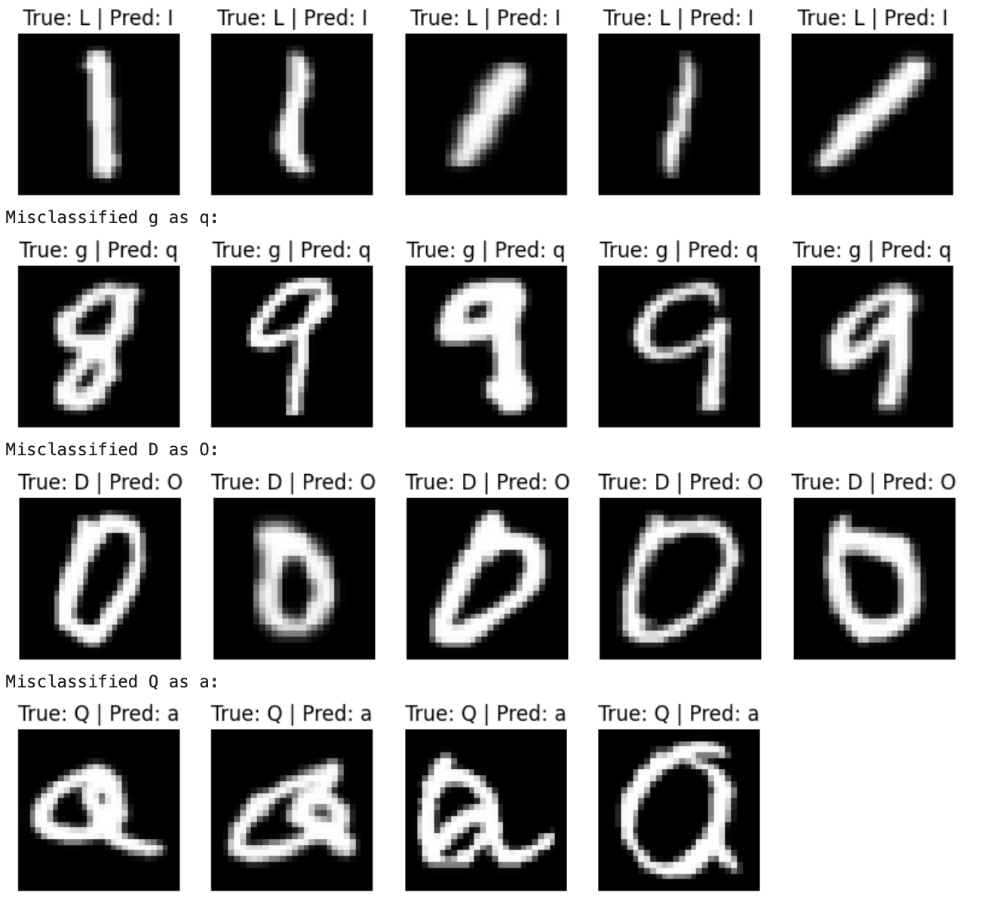 True: L | Pred: I True: L | Pred: I True: L | Pred: I True: L | Pred: I True: L | Pred: I
Misclassified g as q:
True: g | Pred: q True: g | Pred: q True: g | Pred: q True: g | Pred: q True: g | Pred: q
Misclassified D as O:
True: D | Pred: O True: D | Pred: O True: D | Pred: O True: D | Pred: O True: D | Pred: O
Misclassified Q as a:
True: Q | Pred: a True: Q | Pred: a True: Q | Pred: a True: Q | Pred: a